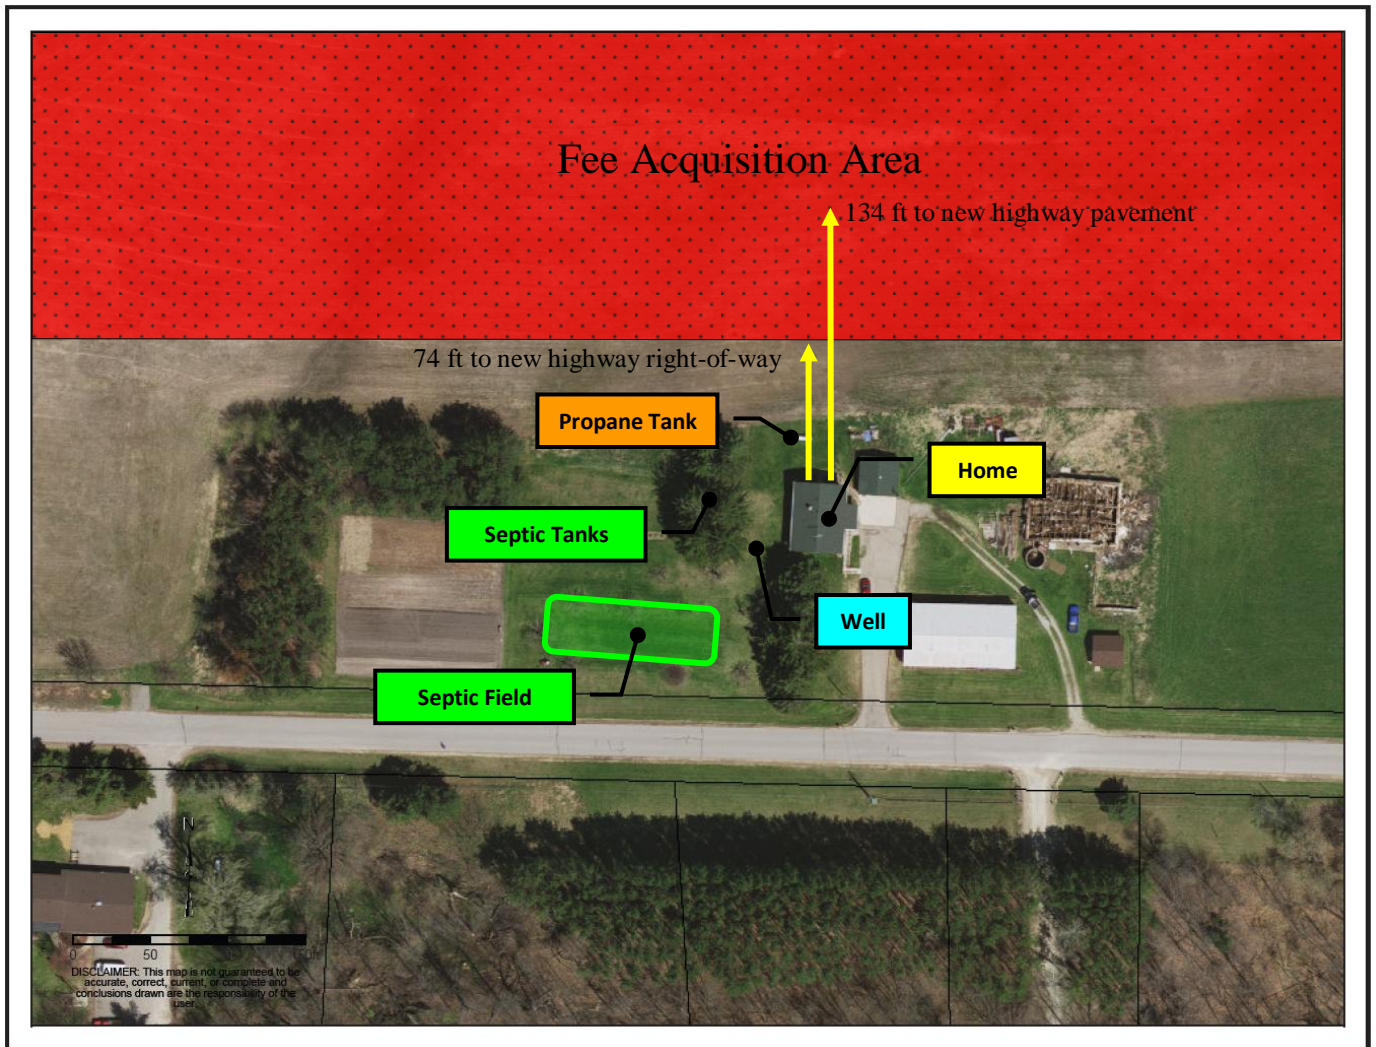 Fee Acquisition Area
134 ft to new highway pavement
74 ft to new highway right-of-way
Propane Tank
Home
Septic Tanks
Well
Septic Field
N
0 50
DISCLAIMER: This map is not guaranteed to be
accurate, correct, current, or complete and
conclusions drawn are the responsibility of the
user.